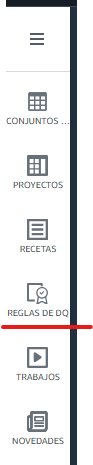 CONJUNTOS ...
PROYECTOS
RECETAS
REGLAS DE DQ
TRABAJOS
NOVEDADES